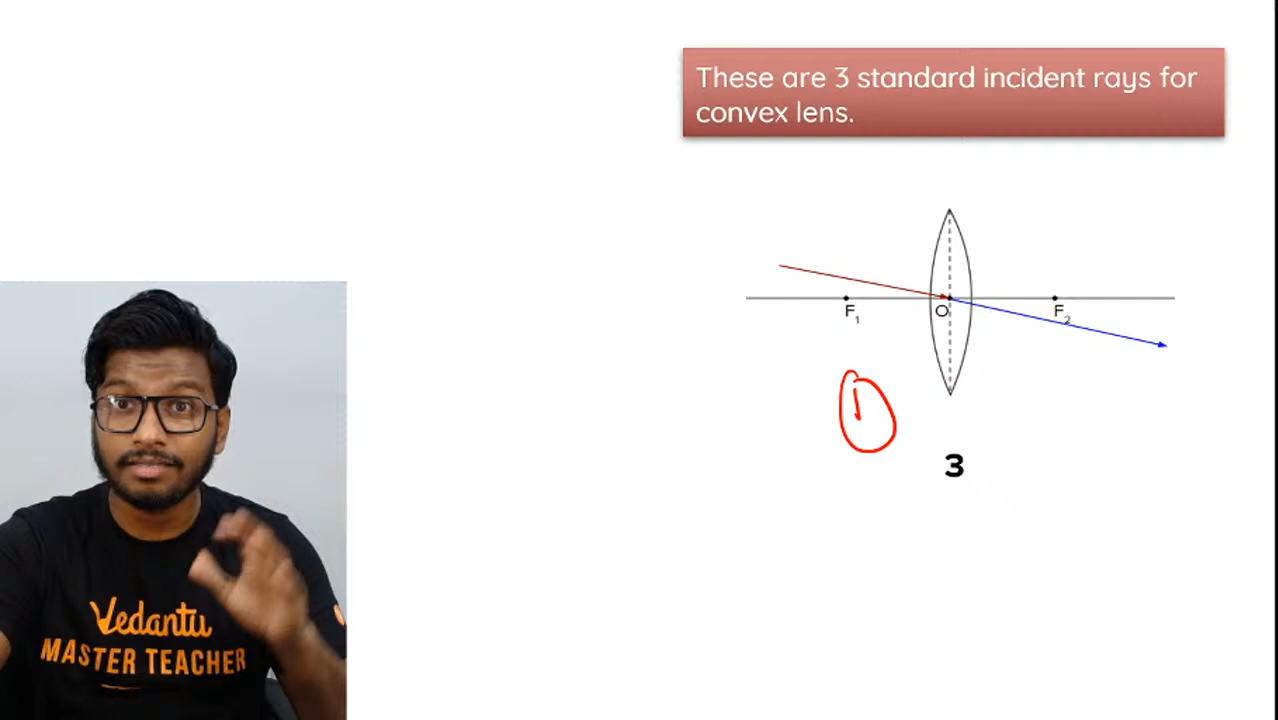 These are 3 standard incident rays for
convex lens.
F1
O
F2
1
3
Vedantu
MASTER TEACHER